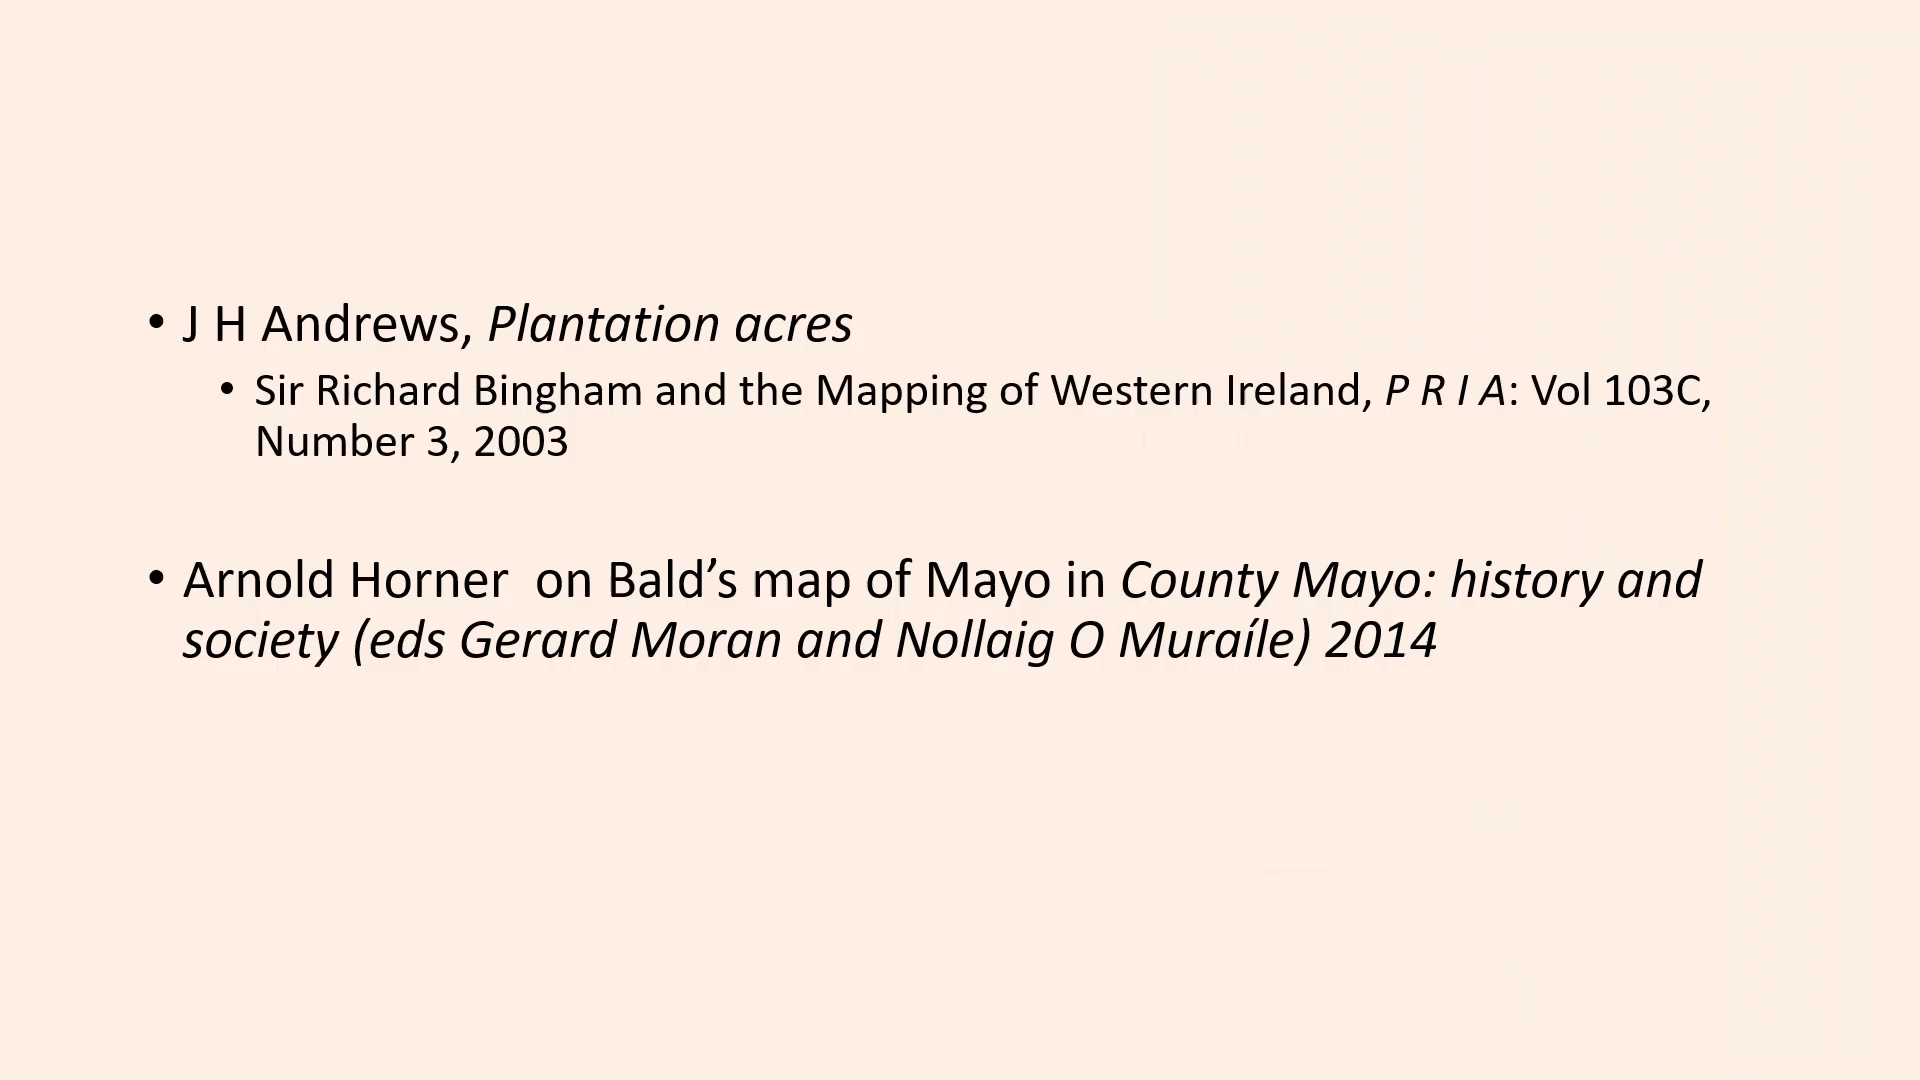 • J H Andrews, Plantation acres
• Sir Richard Bingham and the Mapping of Western Ireland, P R I A: Vol 103C,
Number 3, 2003
• Arnold Horner  on Bald’s map of Mayo in County Mayo: history and
society (eds Gerard Moran and Nollaig O Muraíle) 2014